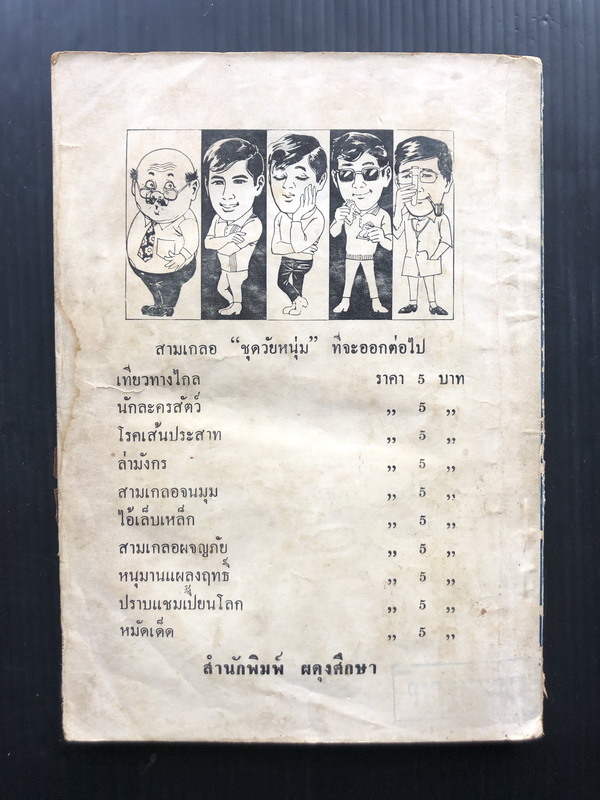 สามเกลอ “ชุดวัยหนุ่ม” ที่จะออกต่อไป
เที่ยวทางไกล ราคา 5 บาท
นักละครสัตว์ ,, 5 ,,
โรคเส้นประสาท ,, 5 ,,
ล่ามังกร ,, 5 ,,
สามเกลอจนมุม ,, 5 ,,
ไอ้เล็บเหล็ก ,, 5 ,,
สามเกลอผจญภัย ,, 5 ,,
หนุมานแผลงฤทธิ์ ,, 5 ,,
ปราบแชมเปี้ยนโลก ,, 5 ,,
หมัดเด็ด ,, 5 ,,
สำนักพิมพ์ ผดุงศึกษา